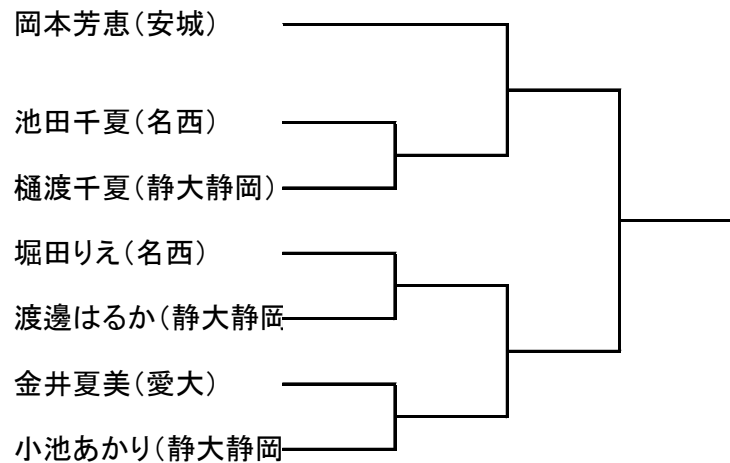 岡本芳恵（安城）
池田千夏（名西）
樋渡千夏（静大静岡）
堀田りえ（名西）
渡邊はるか（静大静岡
金井夏美（愛大）
小池あかり（静大静岡